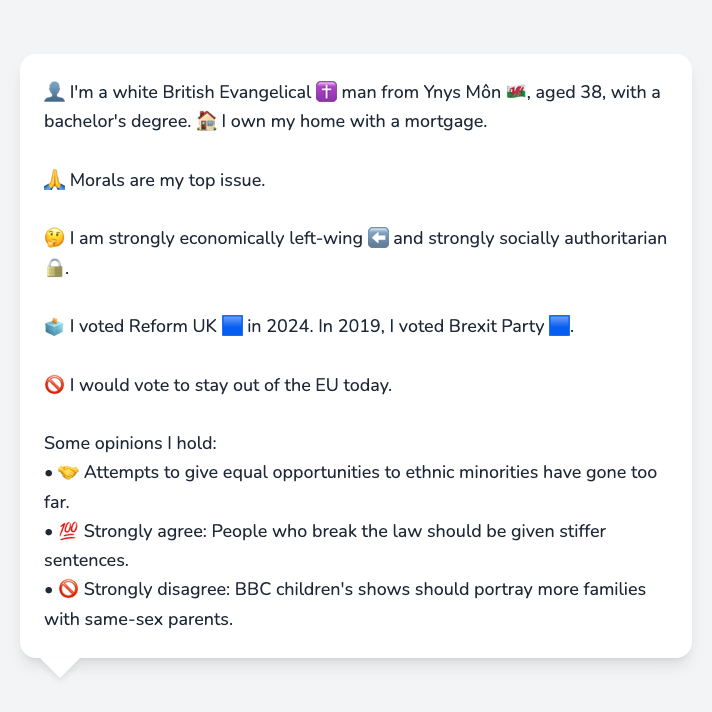 👤 I'm a white British Evangelical ✝️ man from Ynys Môn 🏴󠁧󠁢󠁷󠁬󠁳󠁿, aged 38, with a
bachelor's degree. 🏠 I own my home with a mortgage.
🙏 Morals are my top issue.
🤔 I am strongly economically left-wing ⬅️ and strongly socially authoritarian
🔒.
🗳️ I voted Reform UK 🟦 in 2024. In 2019, I voted Brexit Party 🟦.
🚫 I would vote to stay out of the EU today.
Some opinions I hold:
• 🤝 Attempts to give equal opportunities to ethnic minorities have gone too
far.
• 💯 Strongly agree: People who break the law should be given stiffer
sentences.
• 🚫 Strongly disagree: BBC children's shows should portray more families
with same-sex parents.